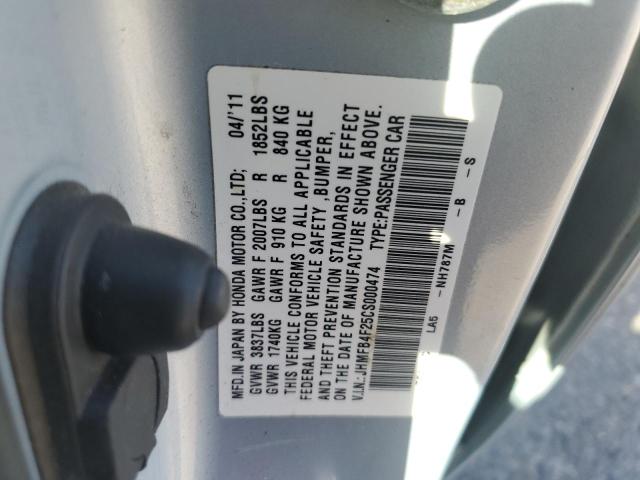 MFD.IN JAPAN BY HONDA MOTOR CO.,LTD; 04/'11
GVWR 3837LBS GAWR F 2007LBS R 1852LBS
GVWR 1740KG GAWR F 910 KG R 840 KG
THIS VEHICLE CONFORMS TO ALL APPLICABLE
FEDERAL MOTOR VEHICLE SAFETY ,BUMPER,
AND THEFT PREVENTION STANDARDS IN EFFECT
ON THE DATE OF MANUFACTURE SHOWN ABOVE.
V.I.N.:JHMFB4F25CS000474 TYPE:PASSENGER CAR
LA5 -NH787M -B -S